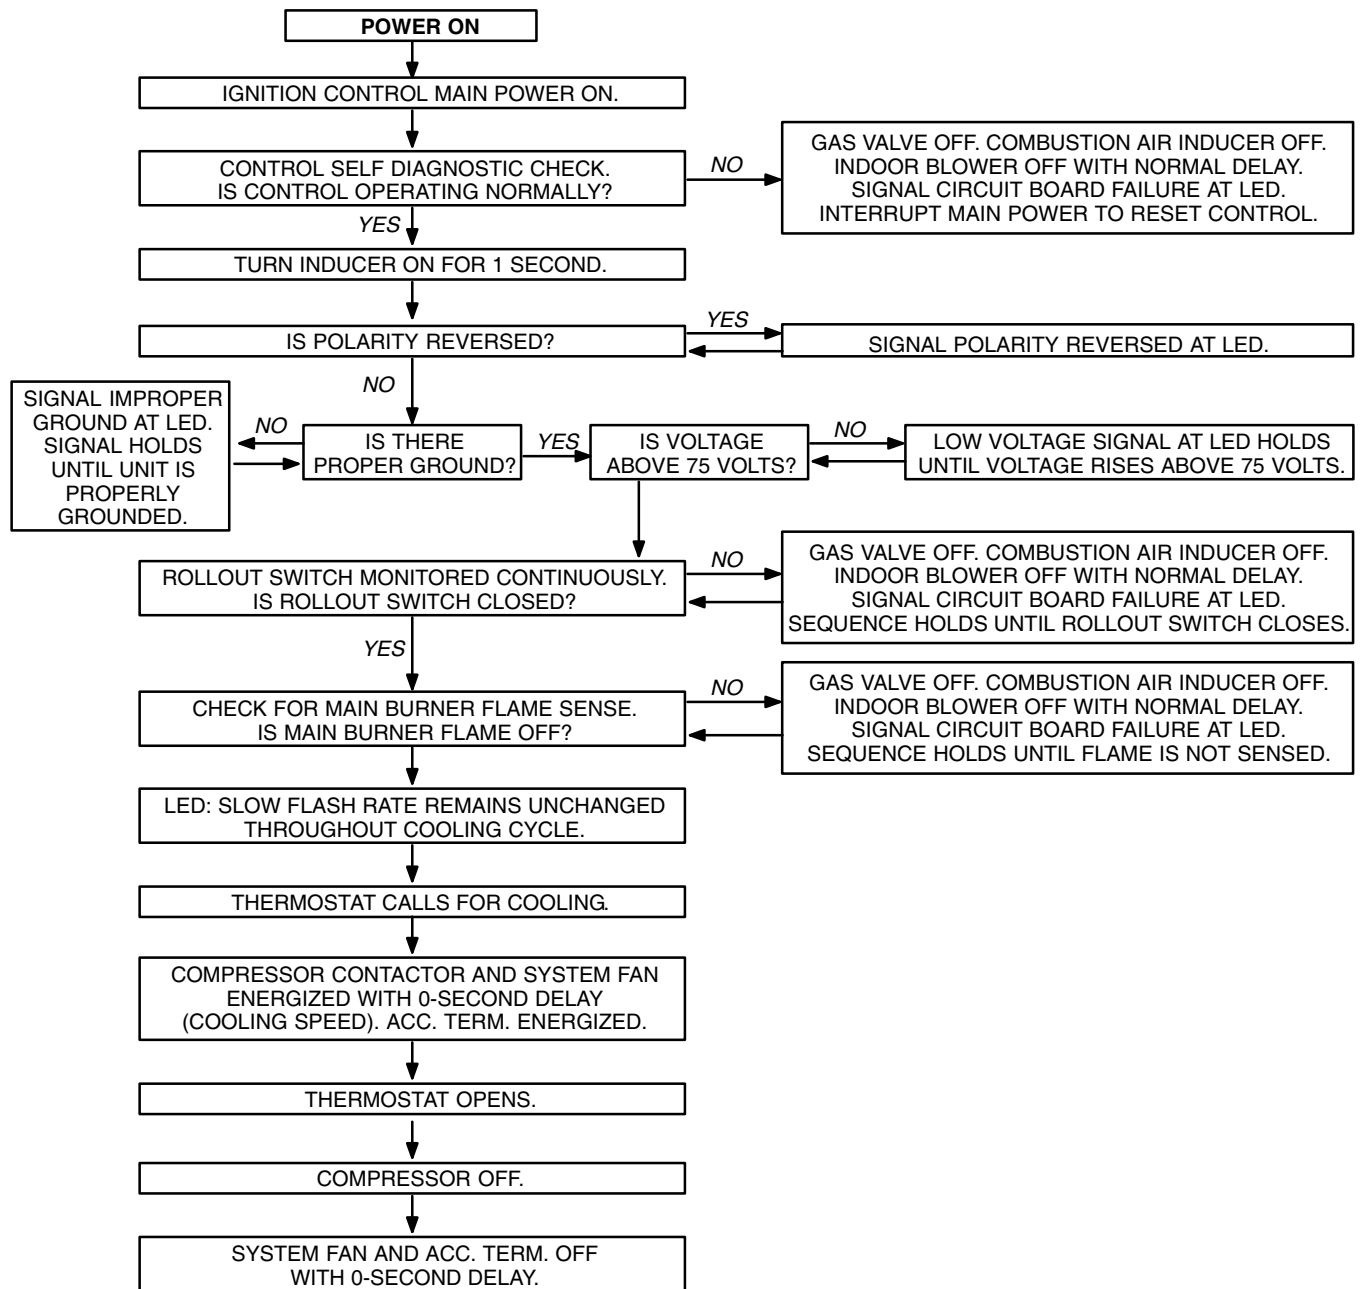 POWER ON
IGNITION CONTROL MAIN POWER ON.
CONTROL SELF DIAGNOSTIC CHECK.
IS CONTROL OPERATING NORMALLY?
NO
GAS VALVE OFF. COMBUSTION AIR INDUCER OFF.
INDOOR BLOWER OFF WITH NORMAL DELAY.
SIGNAL CIRCUIT BOARD FAILURE AT LED.
INTERRUPT MAIN POWER TO RESET CONTROL.
YES
TURN INDUCER ON FOR 1 SECOND.
IS POLARITY REVERSED?
YES
SIGNAL POLARITY REVERSED AT LED.
NO
SIGNAL IMPROPER
GROUND AT LED.
SIGNAL HOLDS
UNTIL UNIT IS
PROPERLY
GROUNDED.
NO
IS THERE
PROPER GROUND?
YES
IS VOLTAGE
ABOVE 75 VOLTS?
NO
LOW VOLTAGE SIGNAL AT LED HOLDS
UNTIL VOLTAGE RISES ABOVE 75 VOLTS.
ROLLOUT SWITCH MONITORED CONTINUOUSLY.
IS ROLLOUT SWITCH CLOSED?
NO
GAS VALVE OFF. COMBUSTION AIR INDUCER OFF.
INDOOR BLOWER OFF WITH NORMAL DELAY.
SIGNAL CIRCUIT BOARD FAILURE AT LED.
SEQUENCE HOLDS UNTIL ROLLOUT SWITCH CLOSES.
YES
CHECK FOR MAIN BURNER FLAME SENSE.
IS MAIN BURNER FLAME OFF?
NO
GAS VALVE OFF. COMBUSTION AIR INDUCER OFF.
INDOOR BLOWER OFF WITH NORMAL DELAY.
SIGNAL CIRCUIT BOARD FAILURE AT LED.
SEQUENCE HOLDS UNTIL FLAME IS NOT SENSED.
LED: SLOW FLASH RATE REMAINS UNCHANGED
THROUGHOUT COOLING CYCLE.
THERMOSTAT CALLS FOR COOLING.
COMPRESSOR CONTACTOR AND SYSTEM FAN
ENERGIZED WITH 0-SECOND DELAY
(COOLING SPEED). ACC. TERM. ENERGIZED.
THERMOSTAT OPENS.
COMPRESSOR OFF.
SYSTEM FAN AND ACC. TERM. OFF
WITH 0-SECOND DELAY.